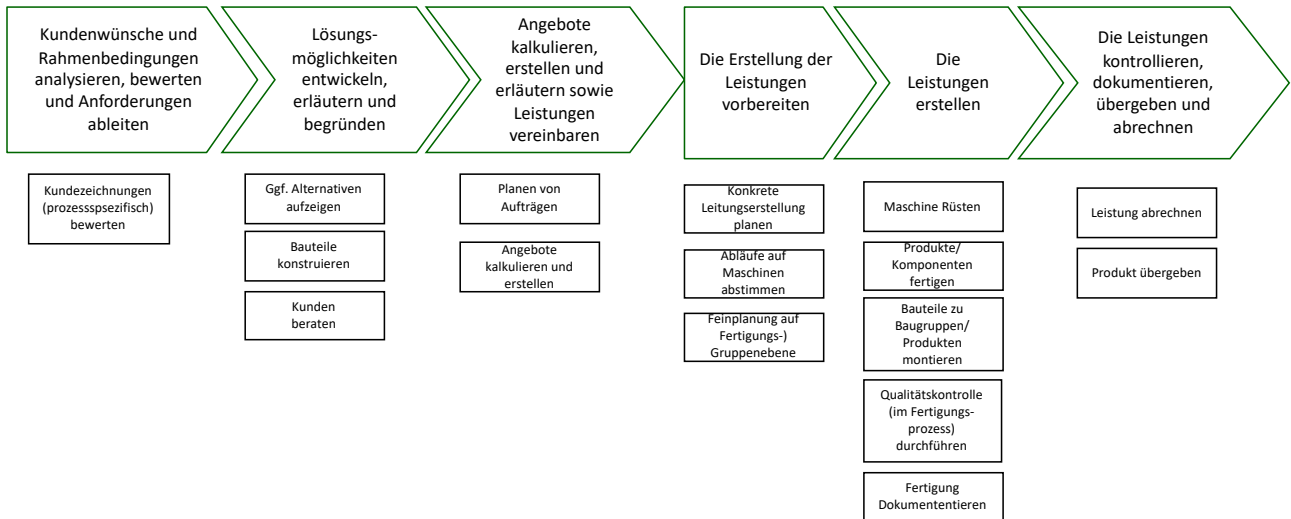 Kundenwünsche und
Rahmenbedingungen
analysieren, bewerten
und Anforderungen
ableiten
Lösungs-
möglichkeiten
entwickeln,
erläutern und
begründen
Angebote
kalkulieren,
erstellen und
erläutern sowie
Leistungen
vereinbaren
Die Erstellung der
Leistungen
vorbereiten
Die
Leistungen
erstellen
Die Leistungen
kontrollieren,
dokumentieren,
übergeben und
abrechnen
Kundezeichnungen
(prozesspsezifisch)
bewerten
Ggf. Alternativen
aufzeigen
Bauteile
konstruieren
Kunden
beraten
Planen von
Aufträgen
Angebote
kalkulieren und
erstellen
Konkrete
Leitungserstellung
planen
Abläufe auf
Maschinen
abstimmen
Feinplanung auf
Fertigungs-)
Gruppenebene
Maschine Rüsten
Produkte/
Komponenten
fertigen
Bauteile zu
Baugruppen/
Produkten
montieren
Qualitätskontrolle
(im Fertigungs-
prozess)
durchführen
Fertigung
Dokumententieren
Leistung abrechnen
Produkt übergeben